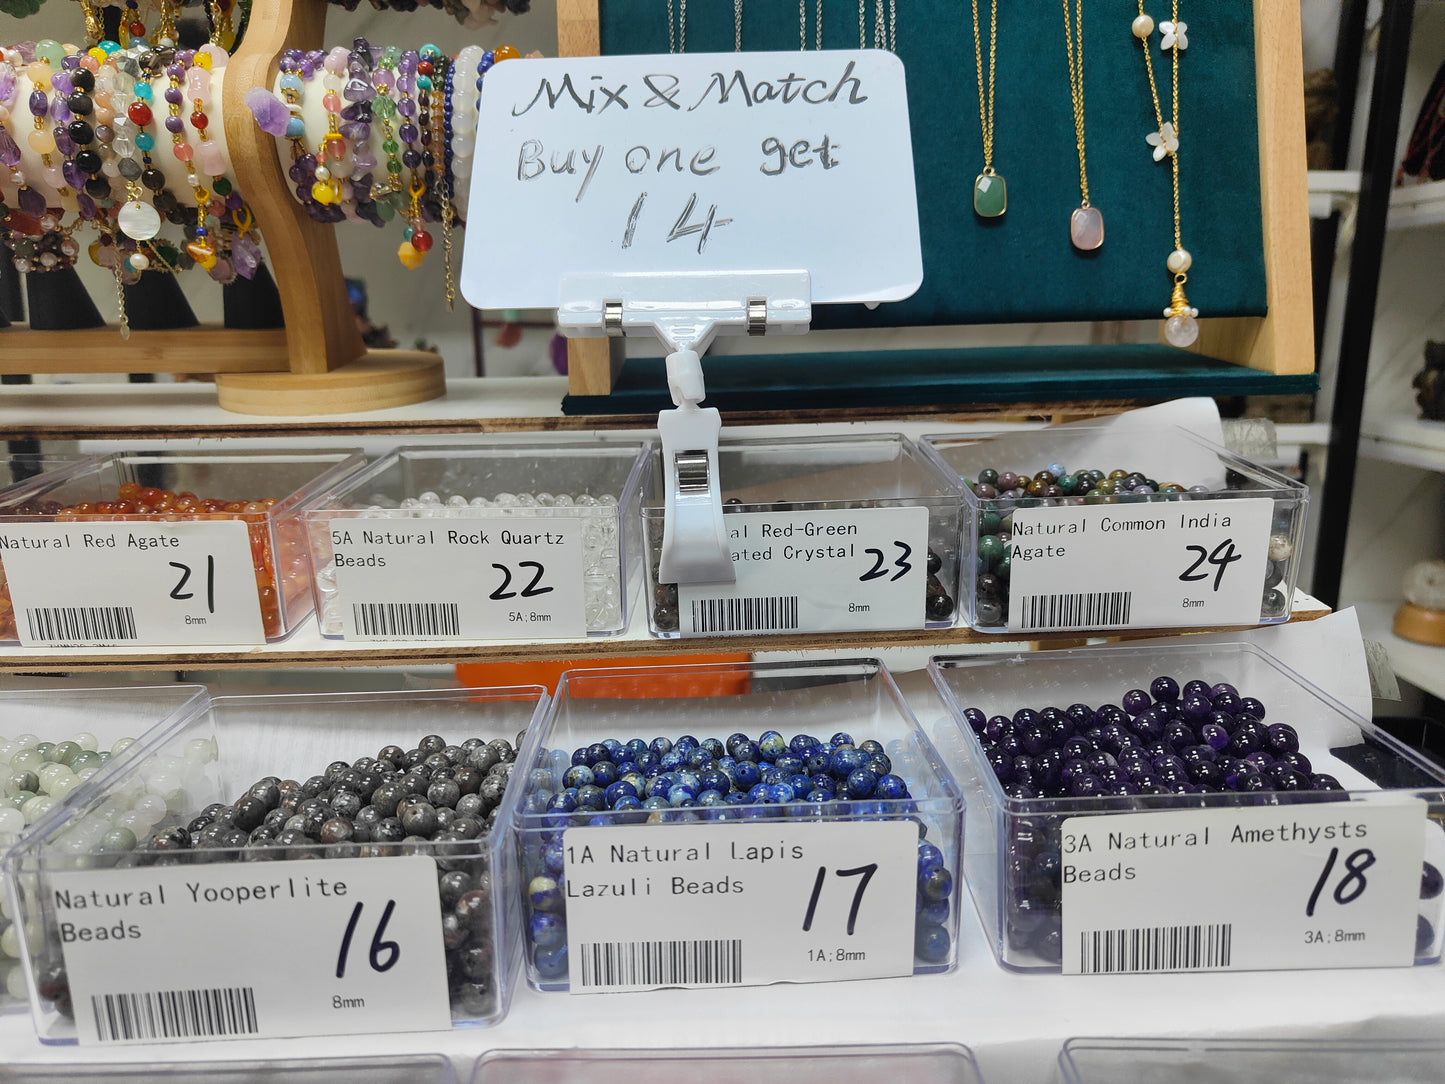 Mix & Match
Buy one get
14
Natural Red Agate
21
8mm
5A Natural Rock Quartz
Beads
22
5A;8mm
Red-Green
Crystal
23
8mm
Natural Common India
Agate
24
8mm
Natural Yooperlite
Beads
16
8mm
1A Natural Lapis
Lazuli Beads
17
1A;8mm
3A Natural Amethysts
Beads
18
3A;8mm